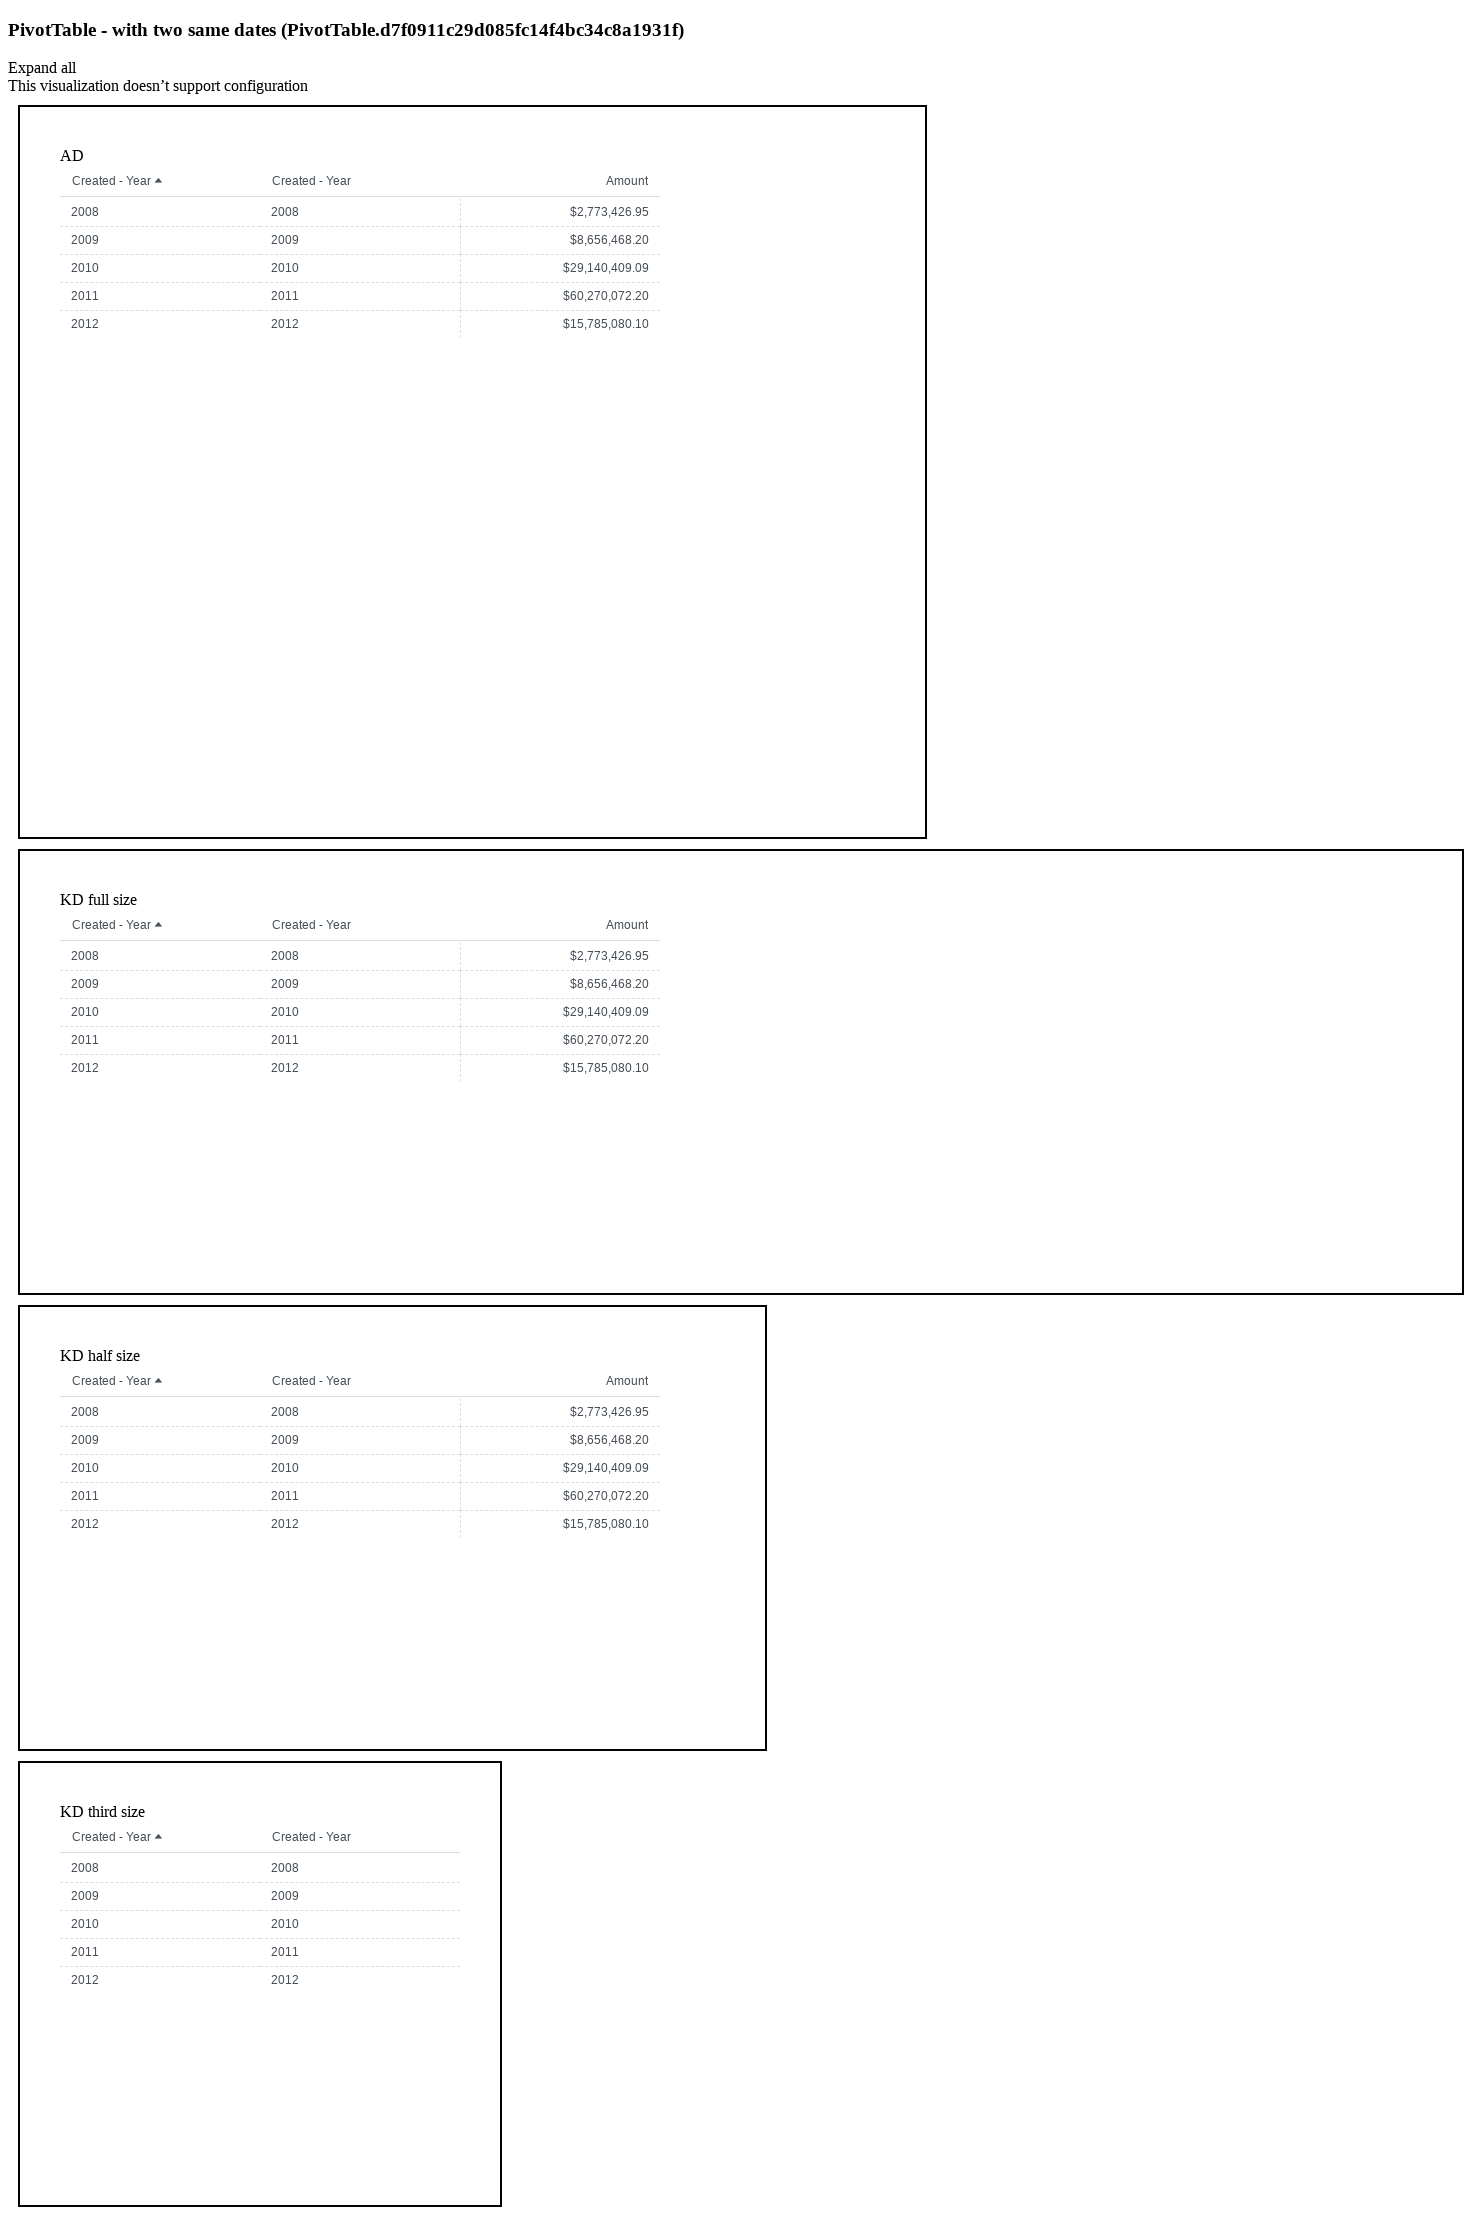 PivotTable - with two same dates (PivotTable.d7f0911c29d085fc14f4bc34c8a1931f)
Expand all
This visualization doesn’t support configuration
AD
Created - Year Created - Year Amount
2008 2008 $2,773,426.95
2009 2009 $8,656,468.20
2010 2010 $29,140,409.09
2011 2011 $60,270,072.20
2012 2012 $15,785,080.10
KD full size
Created - Year Created - Year Amount
2008 2008 $2,773,426.95
2009 2009 $8,656,468.20
2010 2010 $29,140,409.09
2011 2011 $60,270,072.20
2012 2012 $15,785,080.10
KD half size
Created - Year Created - Year Amount
2008 2008 $2,773,426.95
2009 2009 $8,656,468.20
2010 2010 $29,140,409.09
2011 2011 $60,270,072.20
2012 2012 $15,785,080.10
KD third size
Created - Year Created - Year
2008 2008
2009 2009
2010 2010
2011 2011
2012 2012